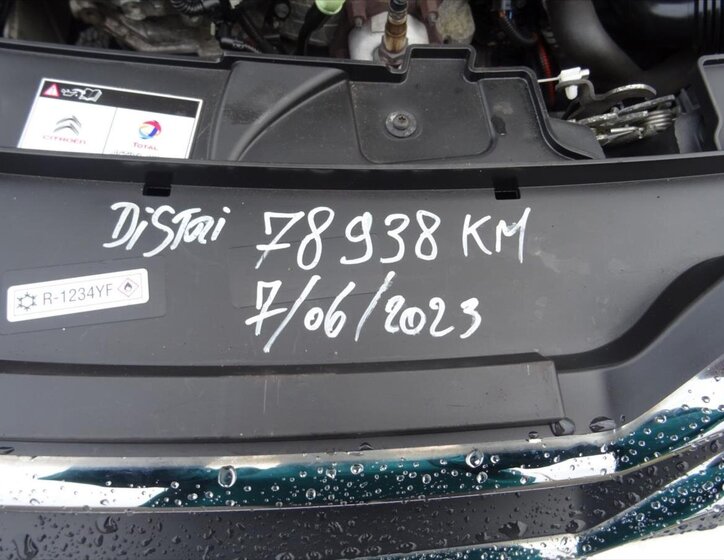 CITROËN
TOTAL
DiSTai 78938 KM
R-1234YF
7/06/2023